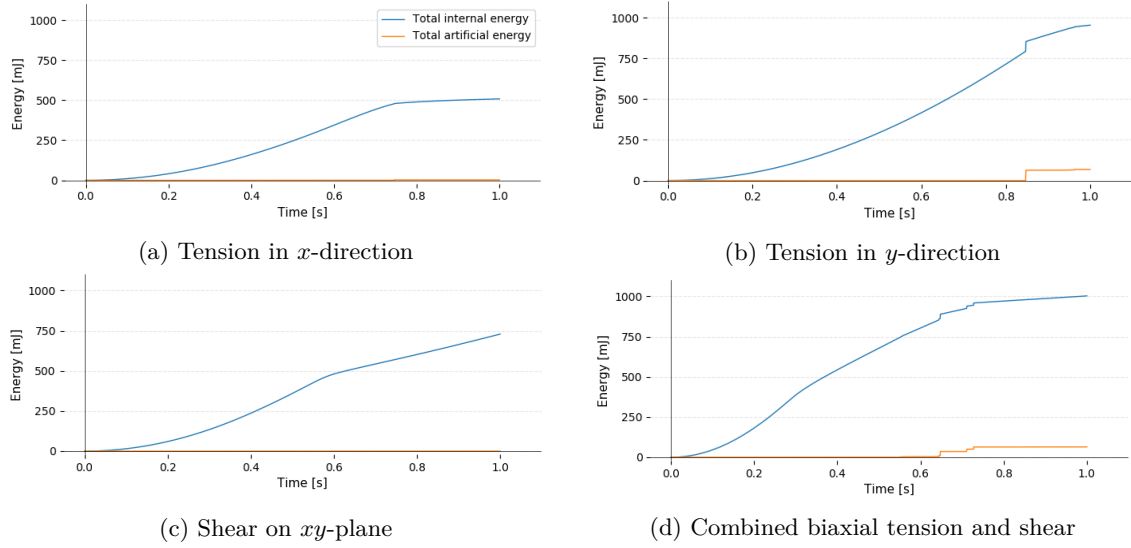 1000
750
500
250
0
Energy [mJ]
0.0 0.2 0.4 0.6 0.8 1.0
Time [s]
Total internal energy
Total artificial energy
(a) Tension in x-direction
1000
750
500
250
0
Energy [mJ]
0.0 0.2 0.4 0.6 0.8 1.0
Time [s]
(b) Tension in y-direction
1000
750
500
250
0
Energy [mJ]
0.0 0.2 0.4 0.6 0.8 1.0
Time [s]
(c) Shear on xy-plane
1000
750
500
250
0
Energy [mJ]
0.0 0.2 0.4 0.6 0.8 1.0
Time [s]
(d) Combined biaxial tension and shear